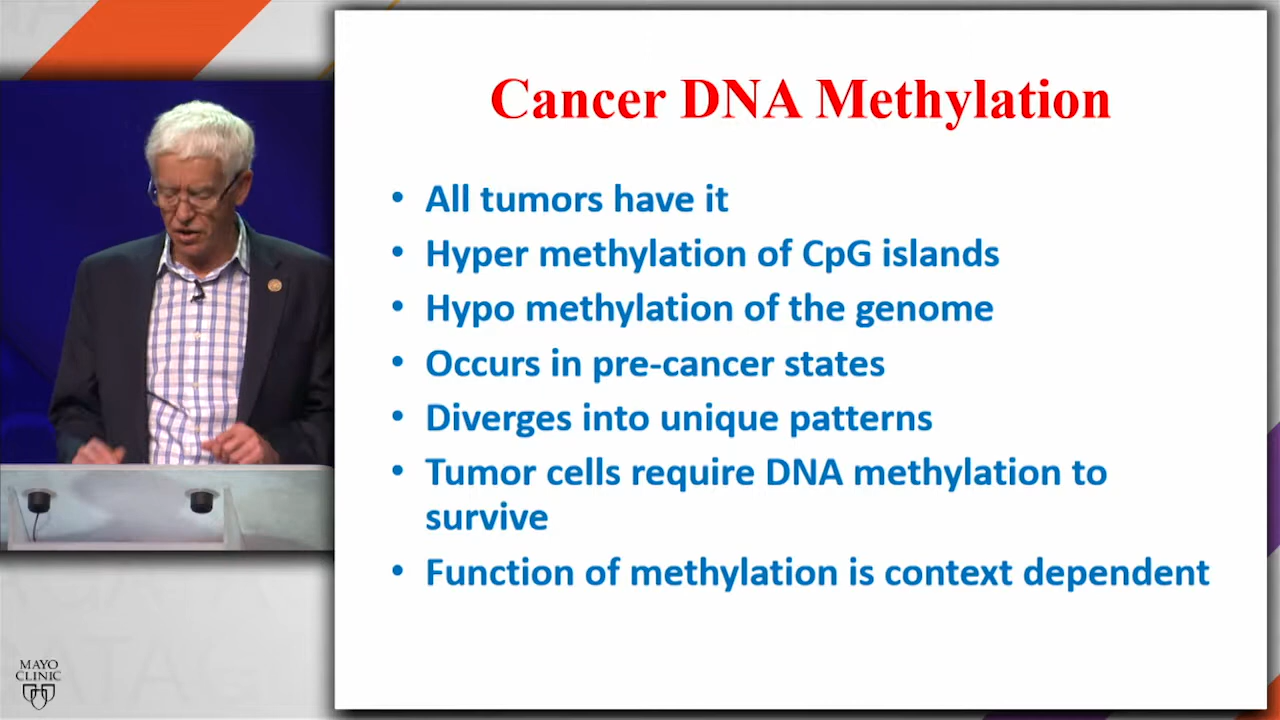 Cancer DNA Methylation
• All tumors have it
• Hyper methylation of CpG islands
• Hypo methylation of the genome
• Occurs in pre-cancer states
• Diverges into unique patterns
• Tumor cells require DNA methylation to
survive
• Function of methylation is context dependent
MAYO
CLINIC